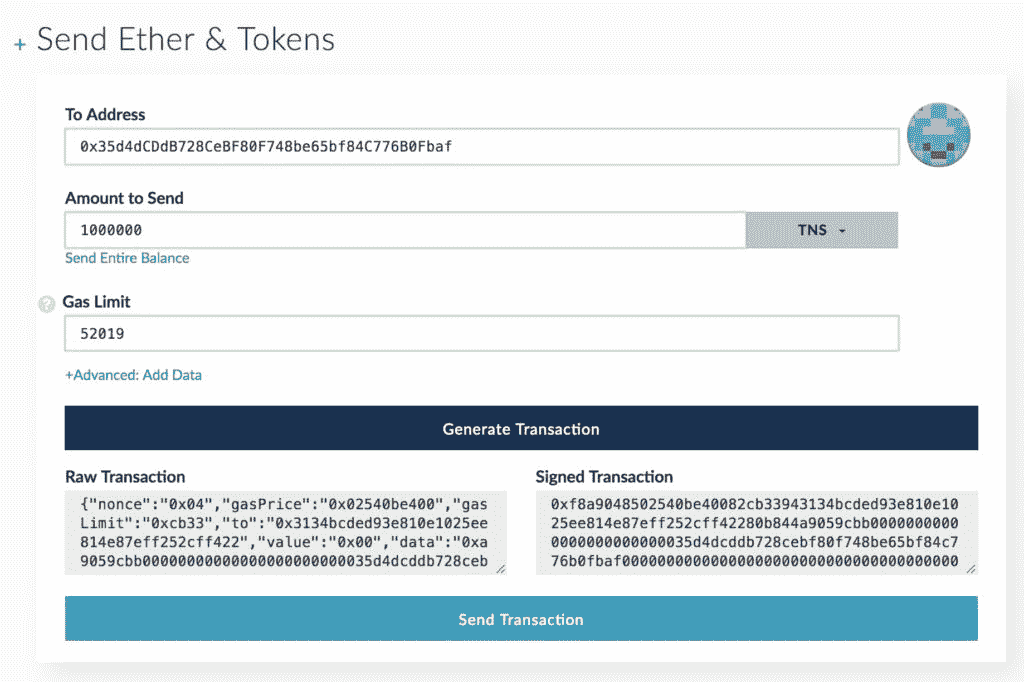 + Send Ether & Tokens
To Address
0x35d4dCDdB728CeBF80F748be65bf84C776B0Fbaf
Amount to Send
1000000 TNS
Send Entire Balance
? Gas Limit
52019
+Advanced: Add Data
Generate Transaction
Raw Transaction
{"nonce":"0x04","gasPrice":"0x02540be400","gas
Limit":"0xcb33","to":"0x3134bcded93e810e1025ee
814e87eff252cff422","value":"0x00","data":"0xa
9059cbb00000000000000000000000035d4dcddb728ceb
Signed Transaction
0xf8a9048502540be40082cb33943134bcded93e810e10
25ee814e87eff252cff42280b844a9059cbb0000000000
0000000000000035d4dcddb728cebf80f748be65bf84c7
76b0fbaf00000000000000000000000000000000000000
Send Transaction